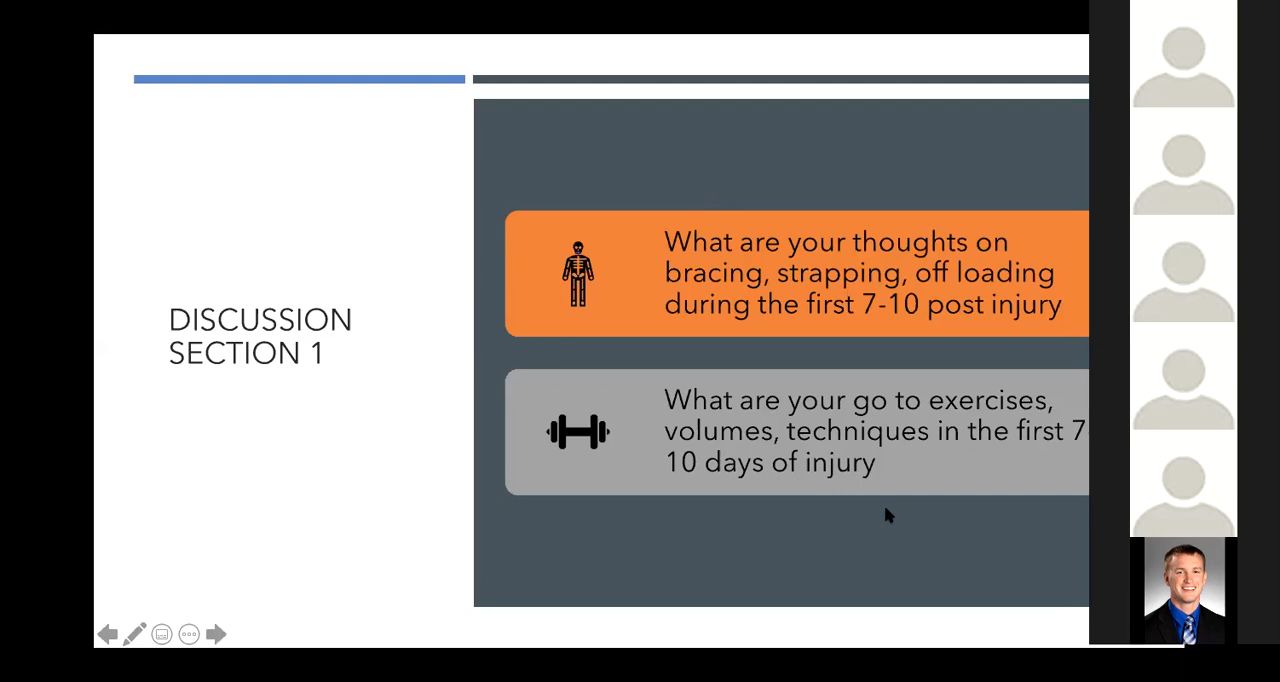 DISCUSSION
SECTION 1
What are your thoughts on
bracing, strapping, off loading
during the first 7-10 post injury
What are your go to exercises,
volumes, techniques in the first 7-
10 days of injury